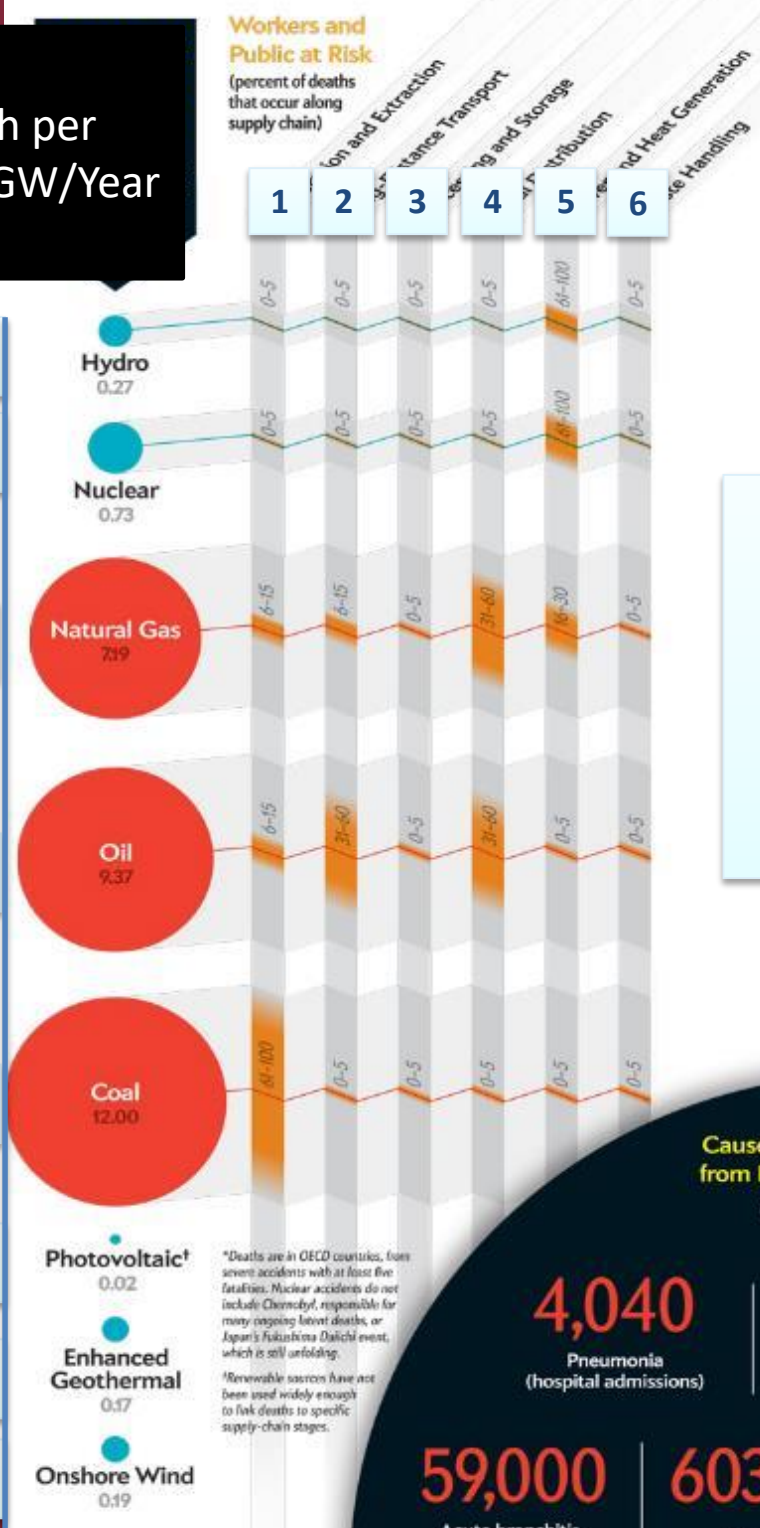 Workers and
Public at Risk
(percent of deaths
that occur along
supply chain)
h per
GW/Year
ion and Extraction
Transport
and Storage
and Heat Generation
Handling
1 2 3 4 5 6
0-5 0-5 0-5 0-5 61-100 0-5
Hydro
0.27
0-5 0-5 0-5 0-5 61-100 0-5
Nuclear
0.73
6-15 6-15 0-5 31-60 16-30 0-5
Natural Gas
7.19
6-15 31-60 0-5 31-60 0-5 0-5
Oil
9.37
61-100 0-5 0-5 0-5 0-5 0-5
Coal
12.00
Photovoltaic†
0.02
Enhanced
Geothermal
0.17
Onshore Wind
0.19
*Deaths are in OECD countries, from
severe accidents with at least five
fatalities. Nuclear accidents do not
include Chernobyl, responsible for
many ongoing latent deaths, or
Japan's Fukushima Daiichi event,
which is still unfolding.
†Renewable sources have not
been used widely enough
to link deaths to specific
supply-chain stages.
Cause
from
4,040
Pneumonia
(hospital admissions)
59,000
603